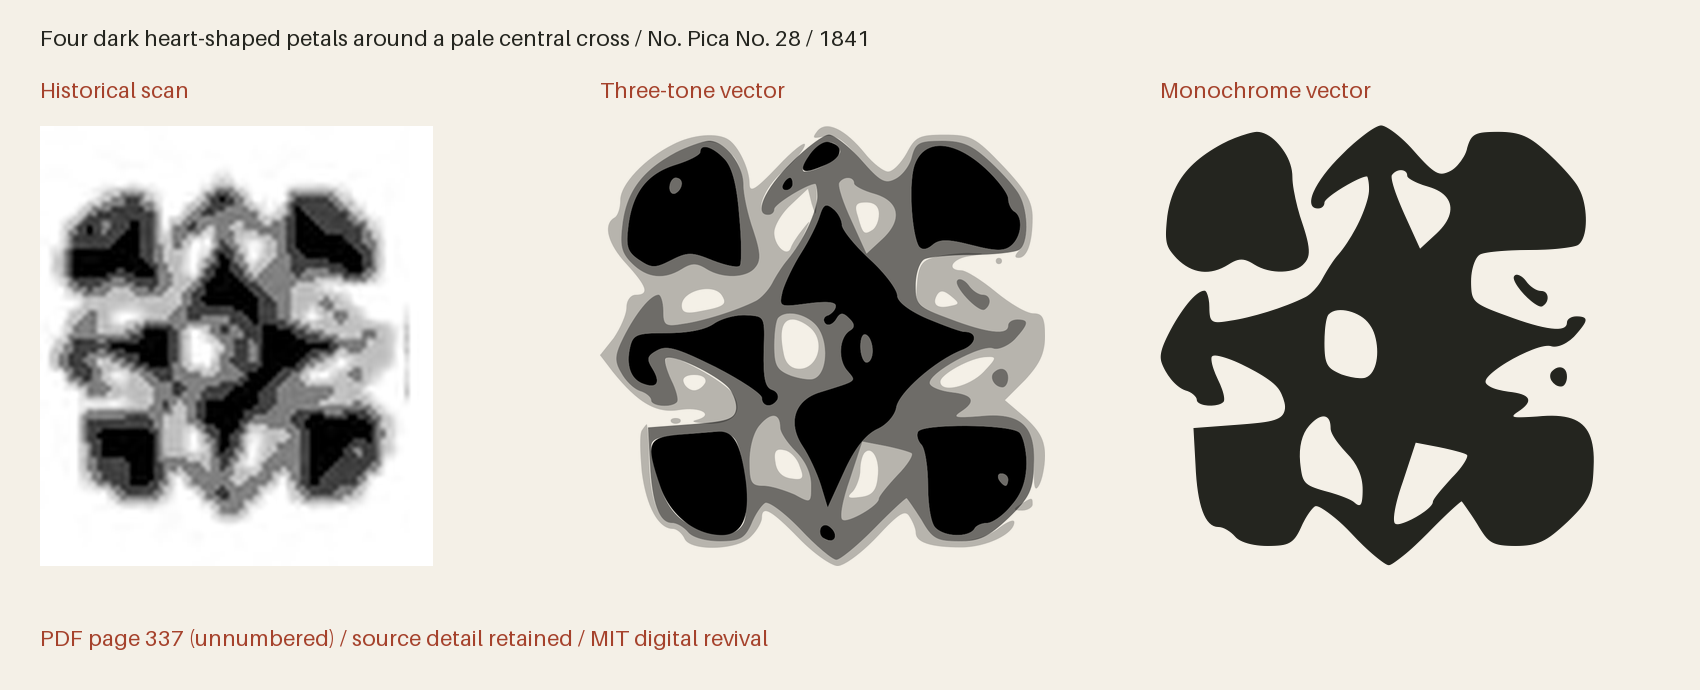 Four dark heart-shaped petals around a pale central cross / No. Pica No. 28 / 1841
Historical scan
Three-tone vector
Monochrome vector
PDF page 337 (unnumbered) / source detail retained / MIT digital revival